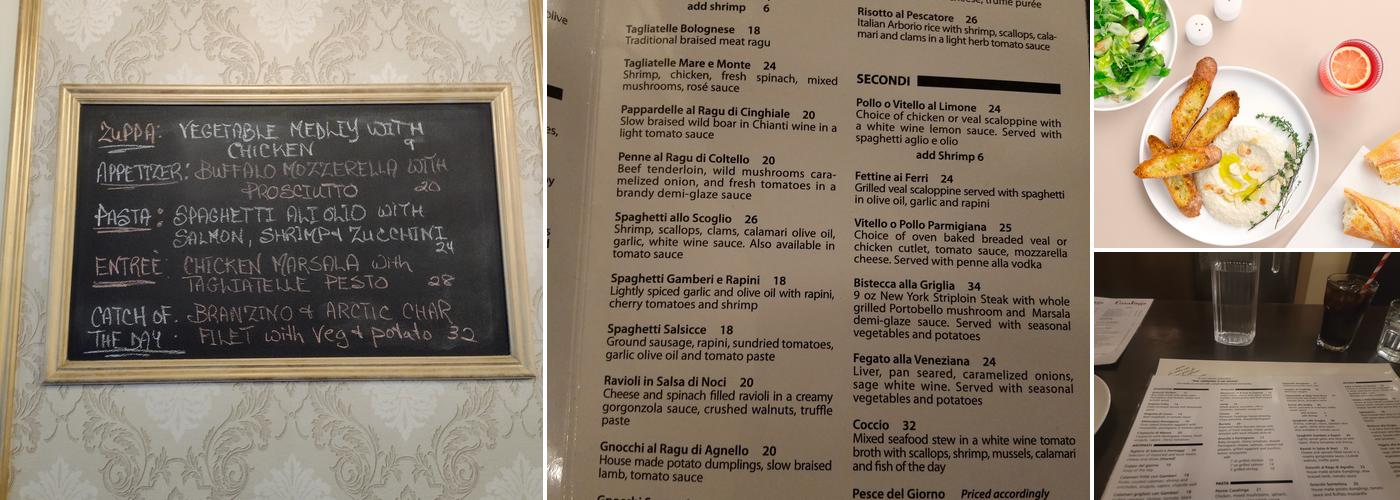 ZUPPA: VEGETABLE MEDLEY WITH
CHICKEN 9
APPETIZER: BUFFALO MOZZERELLA WITH
PROSCIUTTO 20
PASTA: SPAGHETTI ALI OLIO WITH
SALMON, SHRIMP & ZUCCHINI
24
ENTREÈ: CHICKEN MARSALA with
TAGLIATELLE PESTO 28
CATCH OF. BRANZINO & ARCTIC CHAR
THE DAY. FILET with Veg & potato 32
add shrimp 6
Tagliatelle Bolognese 18
Traditional braised meat ragu
Tagliatelle Mare e Monte 24
Shrimp, chicken, fresh spinach, mixed
mushrooms, rosé sauce
Pappardelle al Ragu di Cinghiale 20
Slow braised wild boar in Chianti wine in a
light tomato sauce
Penne al Ragu di Coltello 20
Beef tenderloin, wild mushrooms cara-
melized onion, and fresh tomatoes in a
brandy demi-glaze sauce
Spaghetti allo Scoglio 26
Shrimp, scallops, clams, calamari olive oil,
garlic, white wine sauce. Also available in
tomato sauce
Spaghetti Gamberi e Rapini 18
Lightly spiced garlic and olive oil with rapini,
cherry tomatoes and shrimp
Spaghetti Salsicce 18
Ground sausage, rapini, sundried tomatoes,
garlic olive oil and tomato paste
Ravioli in Salsa di Noci 20
Cheese and spinach filled ravioli in a creamy
gorgonzola sauce, crushed walnuts, truffle
paste
Gnocchi al Ragu di Agnello 20
House made potato dumplings, slow braised
lamb, tomato sauce
truffle purée
Risotto al Pescatore 26
Italian Arborio rice with shrimp, scallops, cala-
mari and clams in a light herb tomato sauce
SECONDI
Pollo o Vitello al Limone 24
Choice of chicken or veal scaloppine with
a white wine lemon sauce. Served with
spaghetti aglio e olio
add Shrimp 6
Fettine ai Ferri 24
Grilled veal scaloppine served with spaghetti
in olive oil, garlic and rapini
Vitello o Pollo Parmigiana 25
Choice of oven baked breaded veal or
chicken cutlet, tomato sauce, mozzarella
cheese. Served with penne alla vodka
Bistecca alla Griglia 34
9 oz New York Striploin Steak with whole
grilled Portobello mushroom and Marsala
demi-glaze sauce. Served with seasonal
vegetables and potatoes
Fegato alla Veneziana 24
Liver, pan seared, caramelized onions,
sage white wine. Served with seasonal
vegetables and potatoes
Coccio 32
Mixed seafood stew in a white wine tomato
broth with scallops, shrimp, mussels, calamari
and fish of the day
Pesce del Giorno Priced accordingly